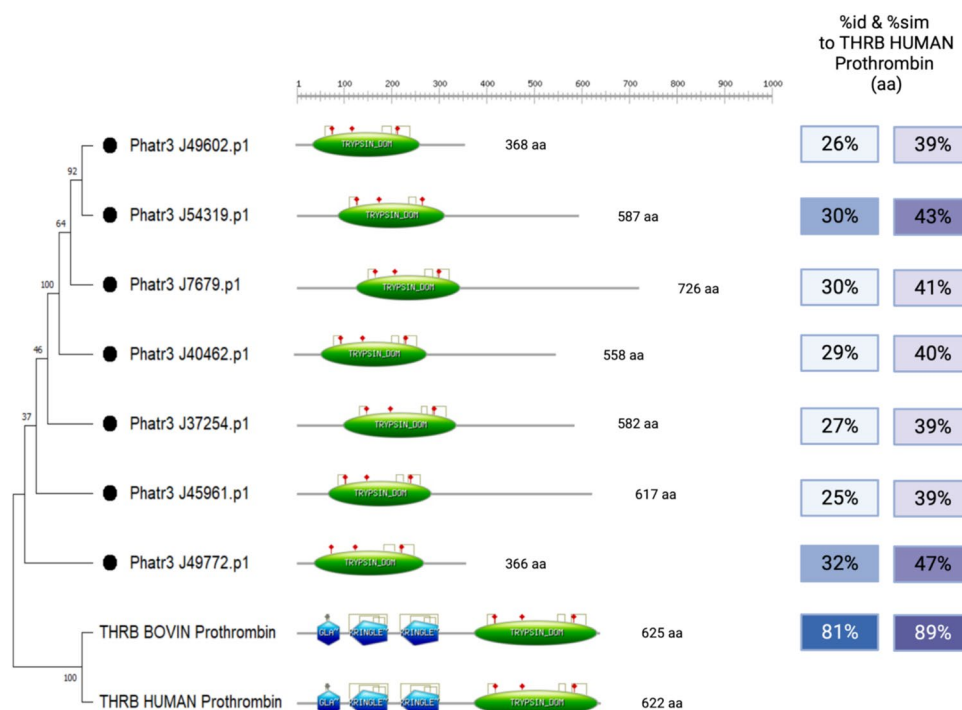 %id & %sim
to THRB HUMAN
Prothrombin
(aa)
100 200 300 400 500 600 700 800 900 1000
Phatr3 J49602.p1 TRYPSIN_DOM 368 aa 26% 39%
92
Phatr3 J54319.p1 TRYPSIN_DOM 587 aa 30% 43%
64
Phatr3 J7679.p1 TRYPSIN_DOM 726 aa 30% 41%
100
Phatr3 J40462.p1 TRYPSIN_DOM 558 aa 29% 40%
46
Phatr3 J37254.p1 TRYPSIN_DOM 582 aa 27% 39%
37
Phatr3 J45961.p1 TRYPSIN_DOM 617 aa 25% 39%
Phatr3 J49772.p1 TRYPSIN_DOM 366 aa 32% 47%
THRB BOVIN Prothrombin GLA KRINGLE KRINGLE TRYPSIN_DOM 625 aa 81% 89%
100
THRB HUMAN Prothrombin GLA KRINGLE KRINGLE TRYPSIN_DOM 622 aa